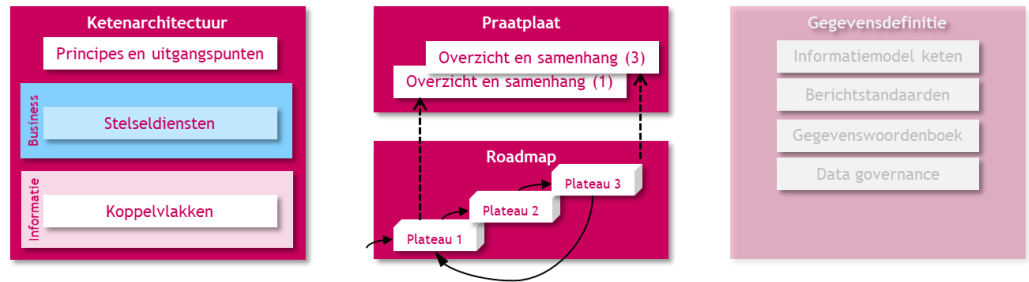 Ketenarchitectuur
Principes en uitgangspunten
Business
Stelseldiensten
Informatie
Koppelvlakken
Praatplaat
Overzicht en samenhang (3)
Overzicht en samenhang (1)
Roadmap
Plateau 3
Plateau 2
Plateau 1
Gegevensdefinitie
Informatiemodel keten
Berichtstandaarden
Gegevenswoordenboek
Data governance